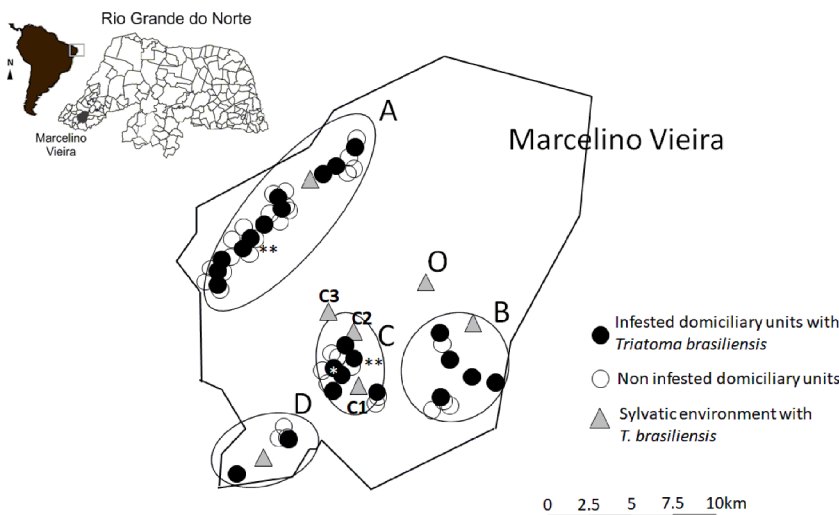 Rio Grande do Norte
N
Marcelino
Vieira
A
Marcelino Vieira
**
O
C3
C2
B
C
**
*
C1
D
Infested domiciliary units with
Triatoma brasiliensis
Non infested domiciliary units
Sylvatic environment with
T. brasiliensis
0 2.5 5 7.5 10km